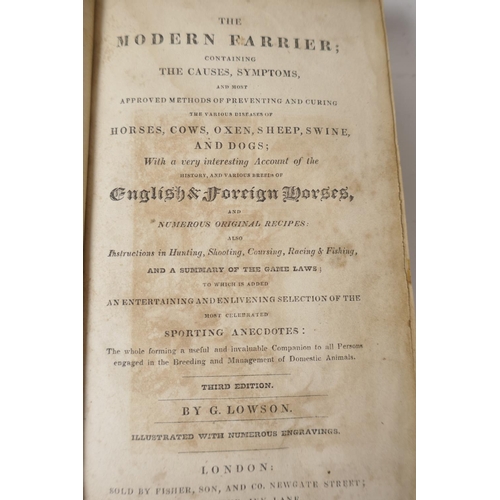 THE
MODERN FARRIER;
CONTAINING
THE CAUSES, SYMPTOMS,
AND MOST
APPROVED METHODS OF PREVENTING AND CURING
THE VARIOUS DISEASES OF
HORSES, COWS, OXEN, SHEEP, SWINE,
AND DOGS;
With a very interesting Account of the
HISTORY, AND VARIOUS BREEDS OF
English & Foreign Horses,
AND
NUMEROUS ORIGINAL RECIPES:
ALSO
Instructions in Hunting, Shooting, Coursing, Racing & Fishing,
AND A SUMMARY OF THE GAME LAWS;
TO WHICH IS ADDED
AN ENTERTAINING AND ENLIVENING SELECTION OF THE
MOST CELEBRATED
SPORTING ANECDOTES:
The whole forming a useful and invaluable Companion to all Persons
engaged in the Breeding and Management of Domestic Animals.
THIRD EDITION.
BY G. LOWSON.
ILLUSTRATED WITH NUMEROUS ENGRAVINGS.
LONDON:
SOLD BY FISHER, SON, AND CO. NEWGATE STREET;
LANE